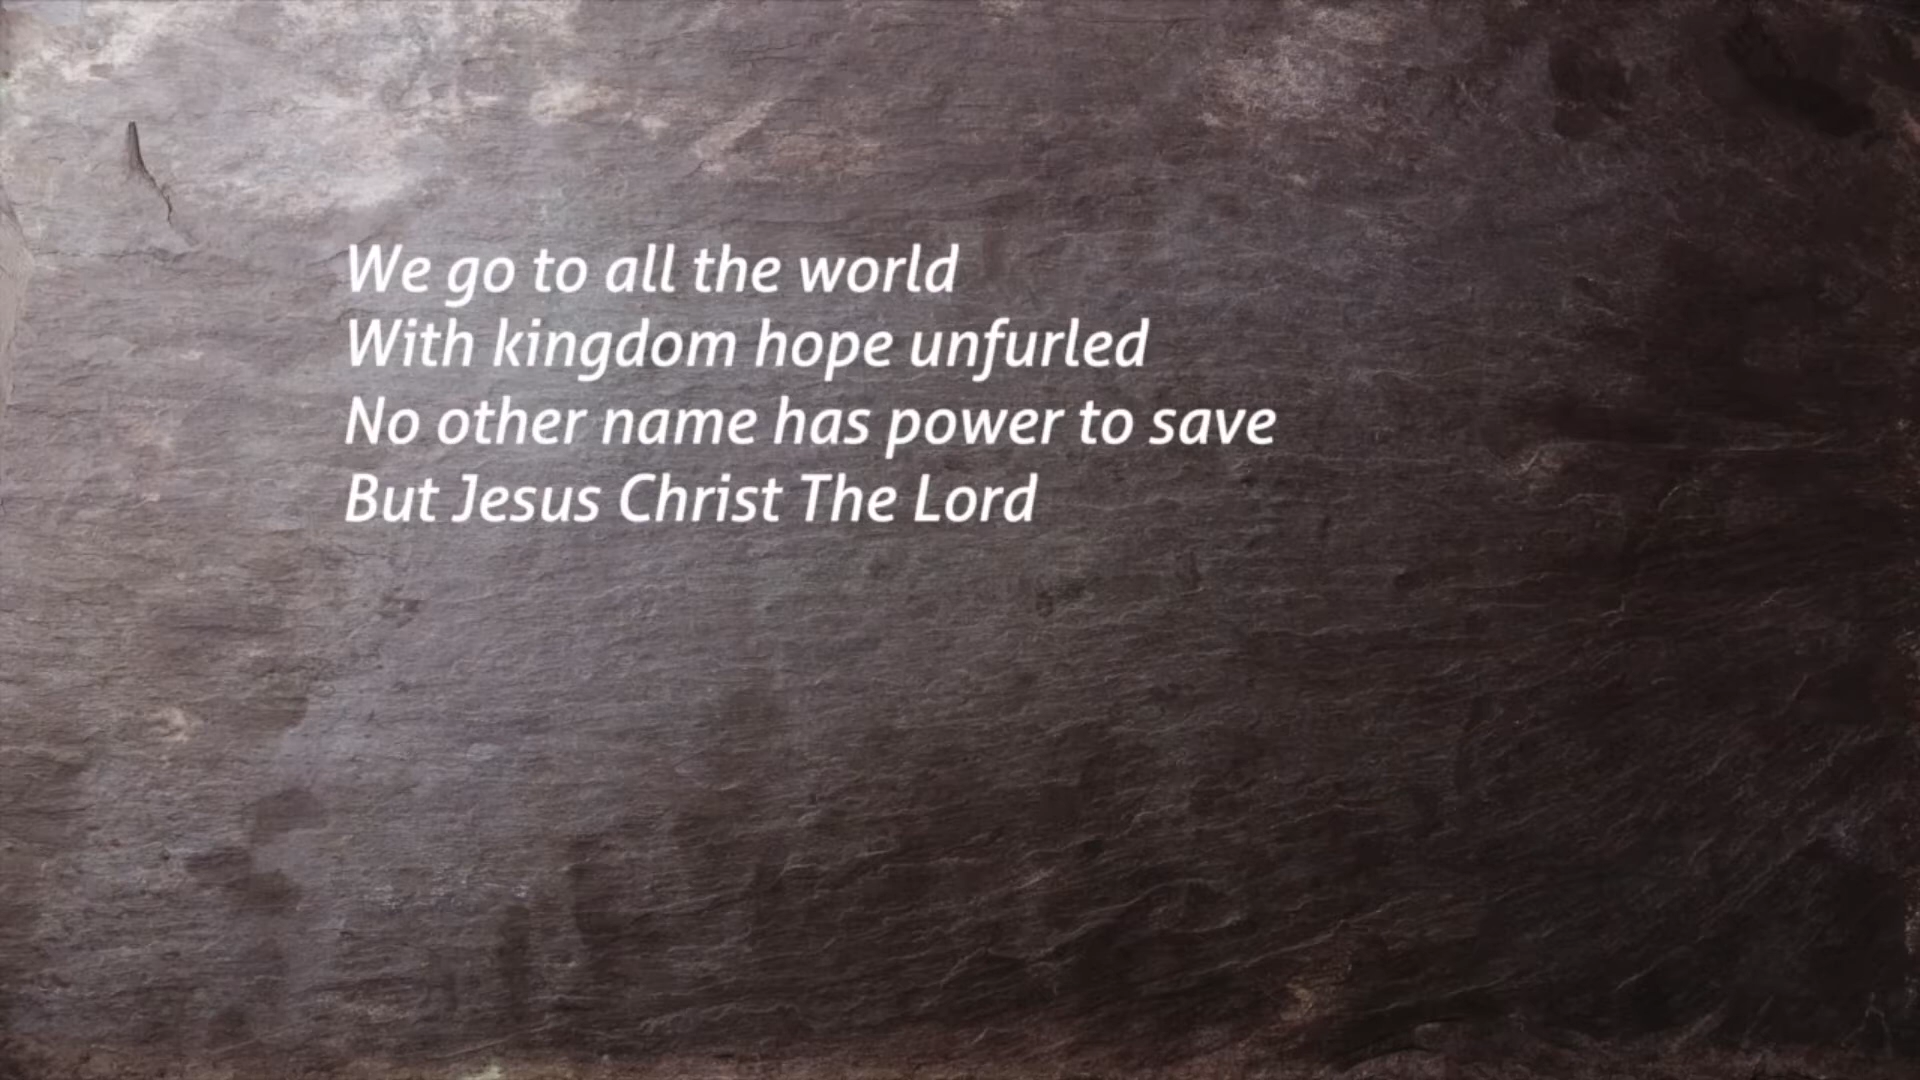 We go to all the world
With kingdom hope unfurled
No other name has power to save
But Jesus Christ The Lord